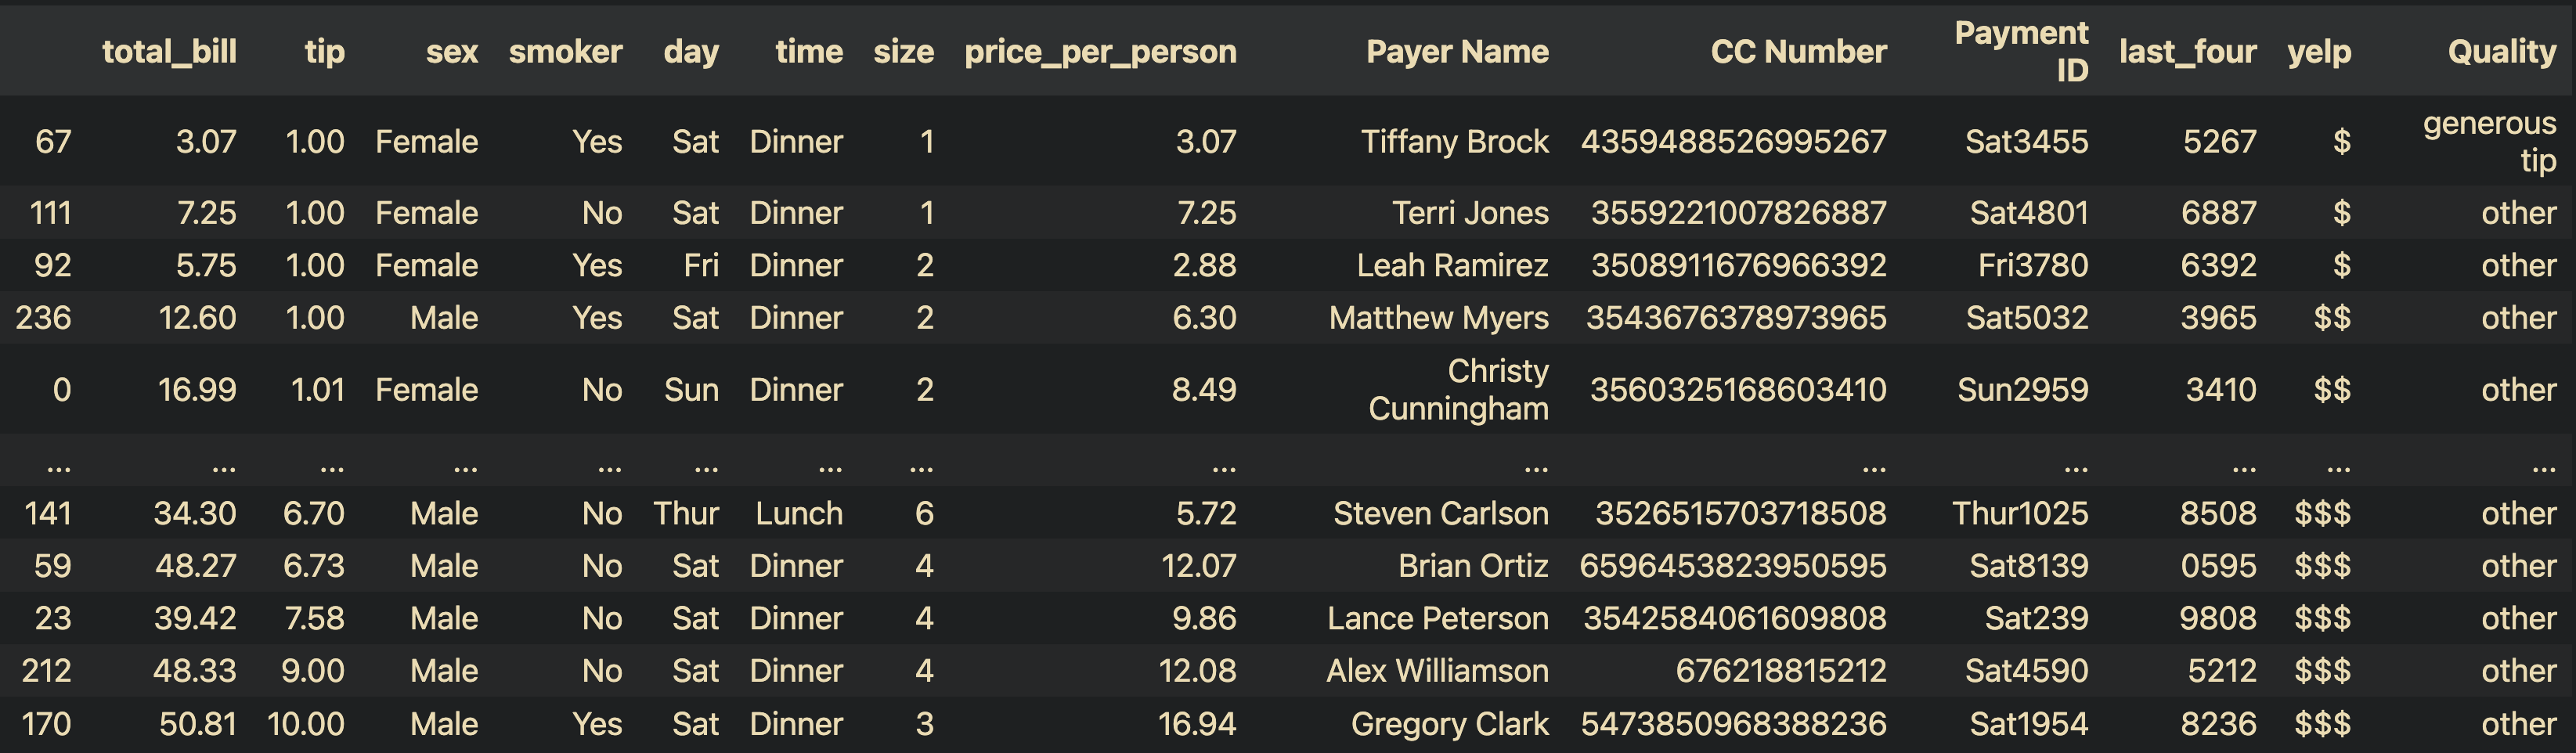 total_bill tip sex smoker day time size price_per_person Payer Name CC Number Payment ID last_four yelp Quality
67 3.07 1.00 Female Yes Sat Dinner 1 3.07 Tiffany Brock 4359488526995267 Sat3455 5267 $ generous tip
111 7.25 1.00 Female No Sat Dinner 1 7.25 Terri Jones 3559221007826887 Sat4801 6887 $ other
92 5.75 1.00 Female Yes Fri Dinner 2 2.88 Leah Ramirez 3508911676966392 Fri3780 6392 $ other
236 12.60 1.00 Male Yes Sat Dinner 2 6.30 Matthew Myers 3543676378973965 Sat5032 3965 $$ other
0 16.99 1.01 Female No Sun Dinner 2 8.49 Christy Cunningham 3560325168603410 Sun2959 3410 $$ other
... ... ... ... ... ... ... ... ... ... ... ... ... ... ...
141 34.30 6.70 Male No Thur Lunch 6 5.72 Steven Carlson 3526515703718508 Thur1025 8508 $$$ other
59 48.27 6.73 Male No Sat Dinner 4 12.07 Brian Ortiz 6596453823950595 Sat8139 0595 $$$ other
23 39.42 7.58 Male No Sat Dinner 4 9.86 Lance Peterson 3542584061609808 Sat239 9808 $$$ other
212 48.33 9.00 Male No Sat Dinner 4 12.08 Alex Williamson 676218815212 Sat4590 5212 $$$ other
170 50.81 10.00 Male Yes Sat Dinner 3 16.94 Gregory Clark 5473850968388236 Sat1954 8236 $$$ other